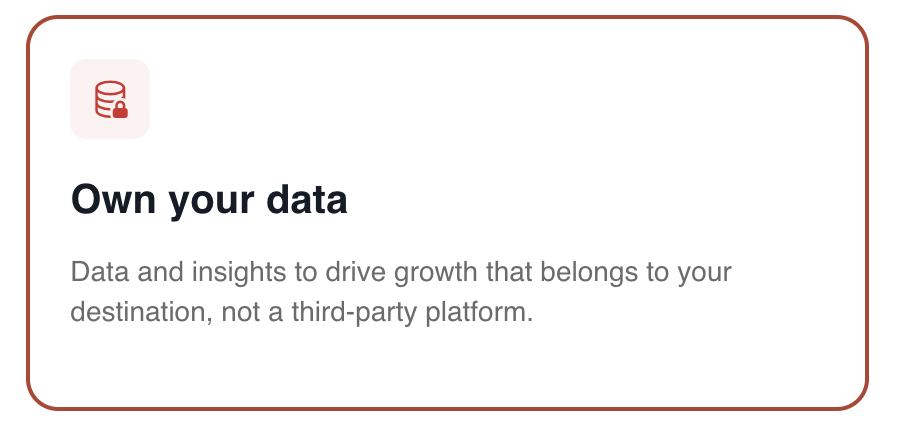 Own your data
Data and insights to drive growth that belongs to your
destination, not a third-party platform.